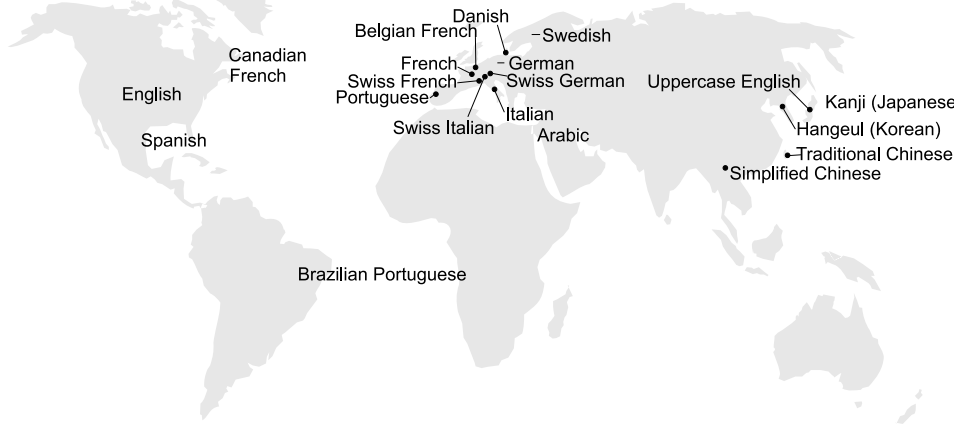 Danish
Belgian French
Swedish
Canadian
French
French
German
Swiss French
Swiss German
Uppercase English
English
Portuguese
Kanji (Japanese
Italian
Swiss Italian
Hangeul (Korean)
Spanish
Arabic
Traditional Chinese
Simplified Chinese
Brazilian Portuguese